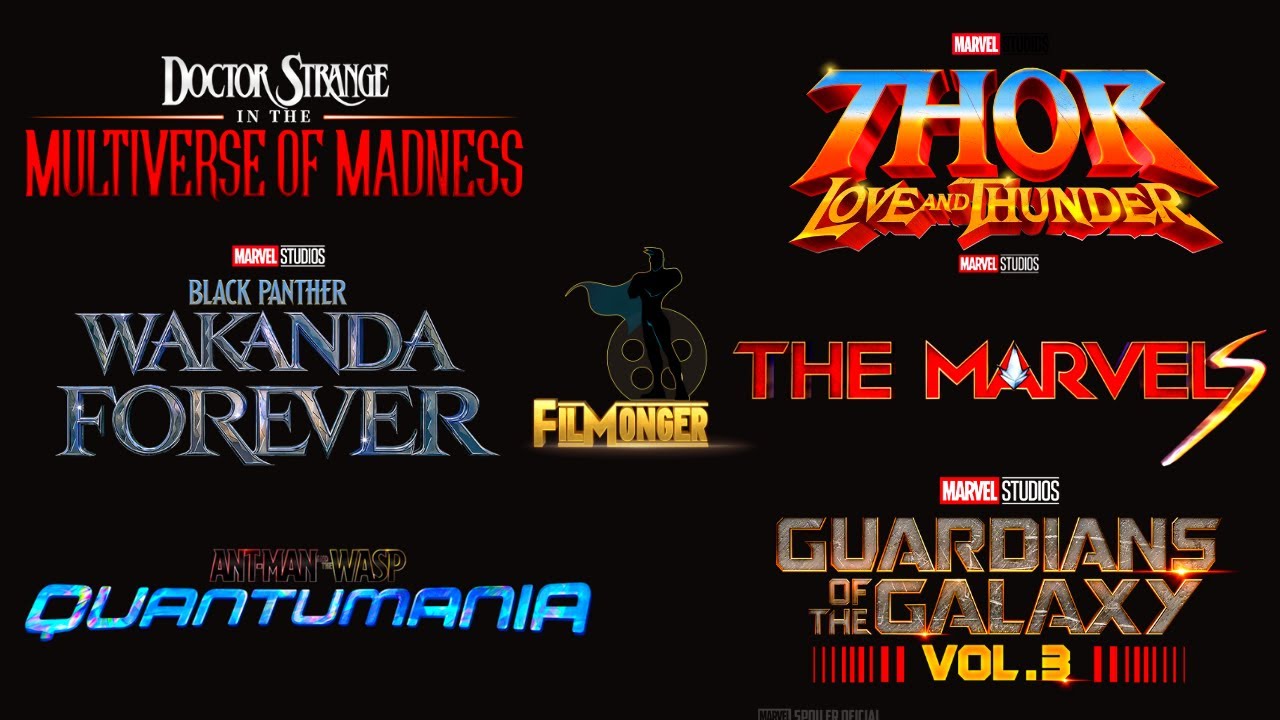 DOCTOR STRANGE
IN THE
MULTIVERSE OF MADNESS
MARVEL STUDIOS
THOR
LOVE AND THUNDER
MARVEL STUDIOS
BLACK PANTHER
WAKANDA
FOREVER
FILMONGER
MARVEL STUDIOS
THE MARVELS
ANT-MAN AND THE WASP
QUANTUMANIA
MARVEL STUDIOS
GUARDIANS
OF THE GALAXY
VOL.3
MARVEL SPOILER OFICIAL